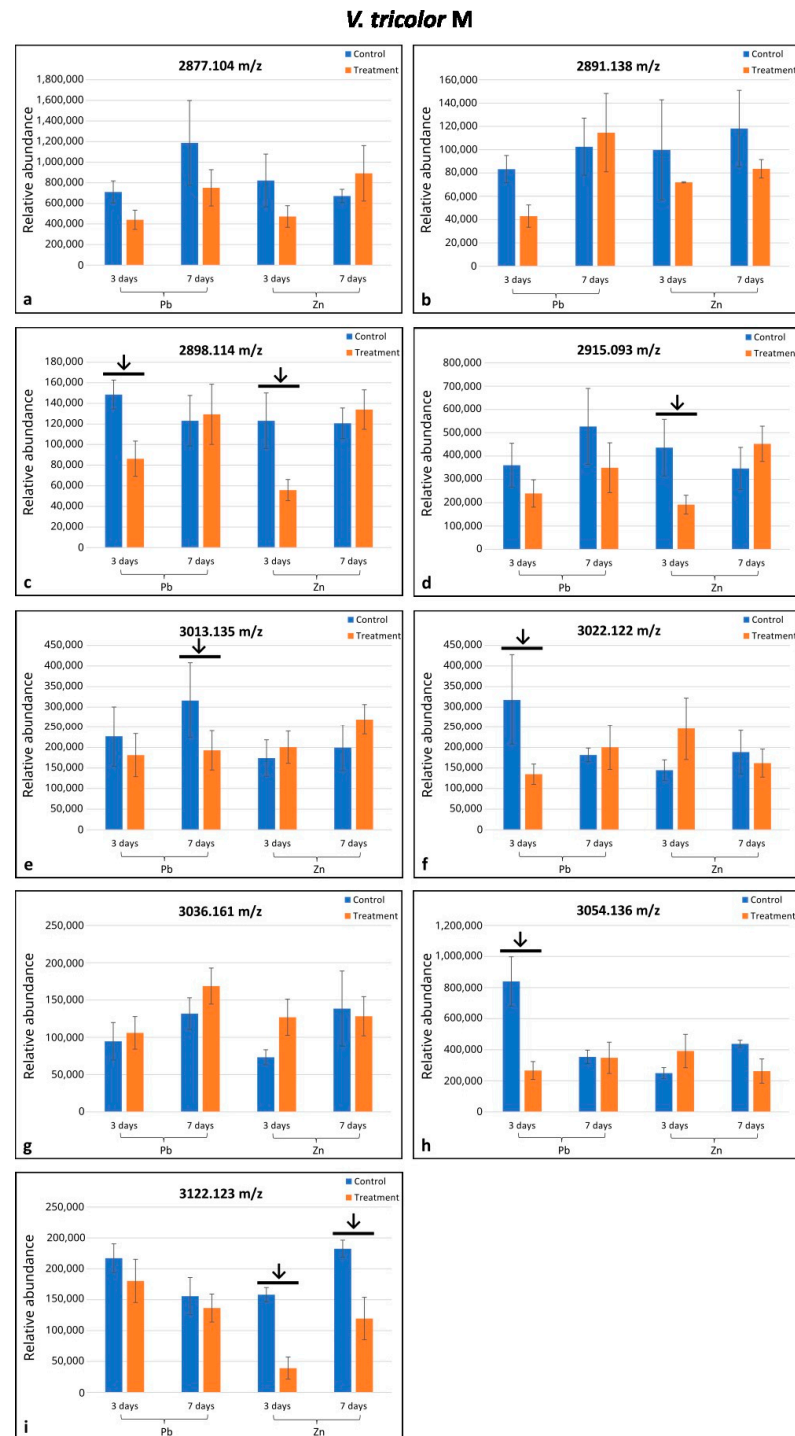 V. tricolor M
2877.104 m/z
Control
Treatment
Relative abundance
1,800,000
1,600,000
1,400,000
1,200,000
1,000,000
800,000
600,000
400,000
200,000
0
3 days 7 days 3 days 7 days
Pb Zn
a
2891.138 m/z
Control
Treatment
Relative abundance
160,000
140,000
120,000
100,000
80,000
60,000
40,000
20,000
0
3 days 7 days 3 days 7 days
Pb Zn
b
2898.114 m/z
Control
Treatment
Relative abundance
180,000
160,000
140,000
120,000
100,000
80,000
60,000
40,000
20,000
0
3 days 7 days 3 days 7 days
Pb Zn
c
2915.093 m/z
Control
Treatment
Relative abundance
800,000
700,000
600,000
500,000
400,000
300,000
200,000
100,000
0
3 days 7 days 3 days 7 days
Pb Zn
d
3013.135 m/z
Control
Treatment
Relative abundance
450,000
400,000
350,000
300,000
250,000
200,000
150,000
100,000
50,000
0
3 days 7 days 3 days 7 days
Pb Zn
e
3022.122 m/z
Control
Treatment
Relative abundance
450,000
400,000
350,000
300,000
250,000
200,000
150,000
100,000
50,000
0
3 days 7 days 3 days 7 days
Pb Zn
f
3036.161 m/z
Control
Treatment
Relative abundance
250,000
200,000
150,000
100,000
50,000
0
3 days 7 days 3 days 7 days
Pb Zn
g
3054.136 m/z
Control
Treatment
Relative abundance
1,200,000
1,000,000
800,000
600,000
400,000
200,000
0
3 days 7 days 3 days 7 days
Pb Zn
h
3122.123 m/z
Control
Treatment
Relative abundance
250,000
200,000
200,000
150,000
100,000
50,000
0
3 days 7 days 3 days 7 days
Pb Zn
i